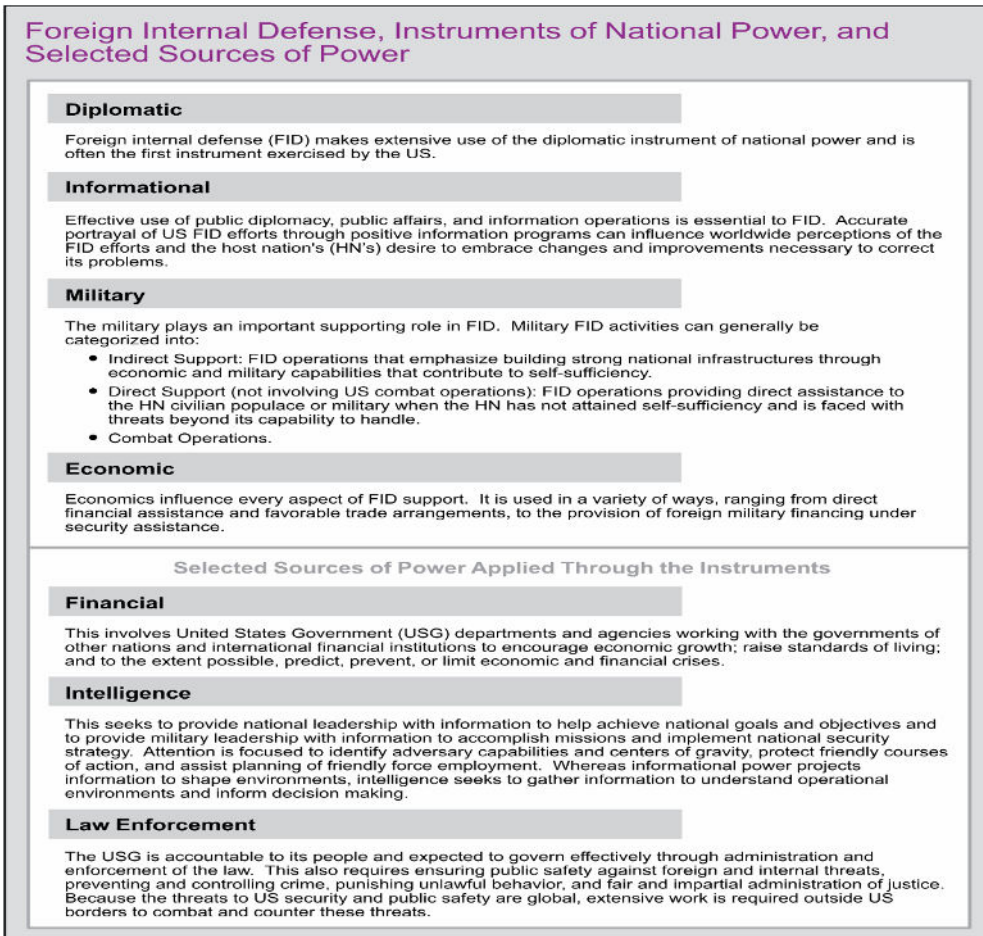 Foreign Internal Defense, Instruments of National Power, and
Selected Sources of Power
Diplomatic
Foreign internal defense (FID) makes extensive use of the diplomatic instrument of national power and is
often the first instrument exercised by the US.
Informational
Effective use of public diplomacy, public affairs, and information operations is essential to FID.  Accurate
portrayal of US FID efforts through positive information programs can influence worldwide perceptions of the
FID efforts and the host nation's (HN's) desire to embrace changes and improvements necessary to correct
its problems.
Military
The military plays an important supporting role in FID.  Military FID activities can generally be
categorized into:
• Indirect Support: FID operations that emphasize building strong national infrastructures through
economic and military capabilities that contribute to self-sufficiency.
• Direct Support (not involving US combat operations): FID operations providing direct assistance to
the HN civilian populace or military when the HN has not attained self-sufficiency and is faced with
threats beyond its capability to handle.
• Combat Operations.
Economic
Economics influence every aspect of FID support.  It is used in a variety of ways, ranging from direct
financial assistance and favorable trade arrangements, to the provision of foreign military financing under
security assistance.
Selected Sources of Power Applied Through the Instruments
Financial
This involves United States Government (USG) departments and agencies working with the governments of
other nations and international financial institutions to encourage economic growth; raise standards of living;
and to the extent possible, predict, prevent, or limit economic and financial crises.
Intelligence
This seeks to provide national leadership with information to help achieve national goals and objectives and
to provide military leadership with information to accomplish missions and implement national security
strategy.  Attention is focused to identify adversary capabilities and centers of gravity, protect friendly courses
of action, and assist planning of friendly force employment.  Whereas informational power projects
information to shape environments, intelligence seeks to gather information to understand operational
environments and inform decision making.
Law Enforcement
The USG is accountable to its people and expected to govern effectively through administration and
enforcement of the law.  This also requires ensuring public safety against foreign and internal threats,
preventing and controlling crime, punishing unlawful behavior, and fair and impartial administration of justice.
Because the threats to US security and public safety are global, extensive work is required outside US
borders to combat and counter these threats.